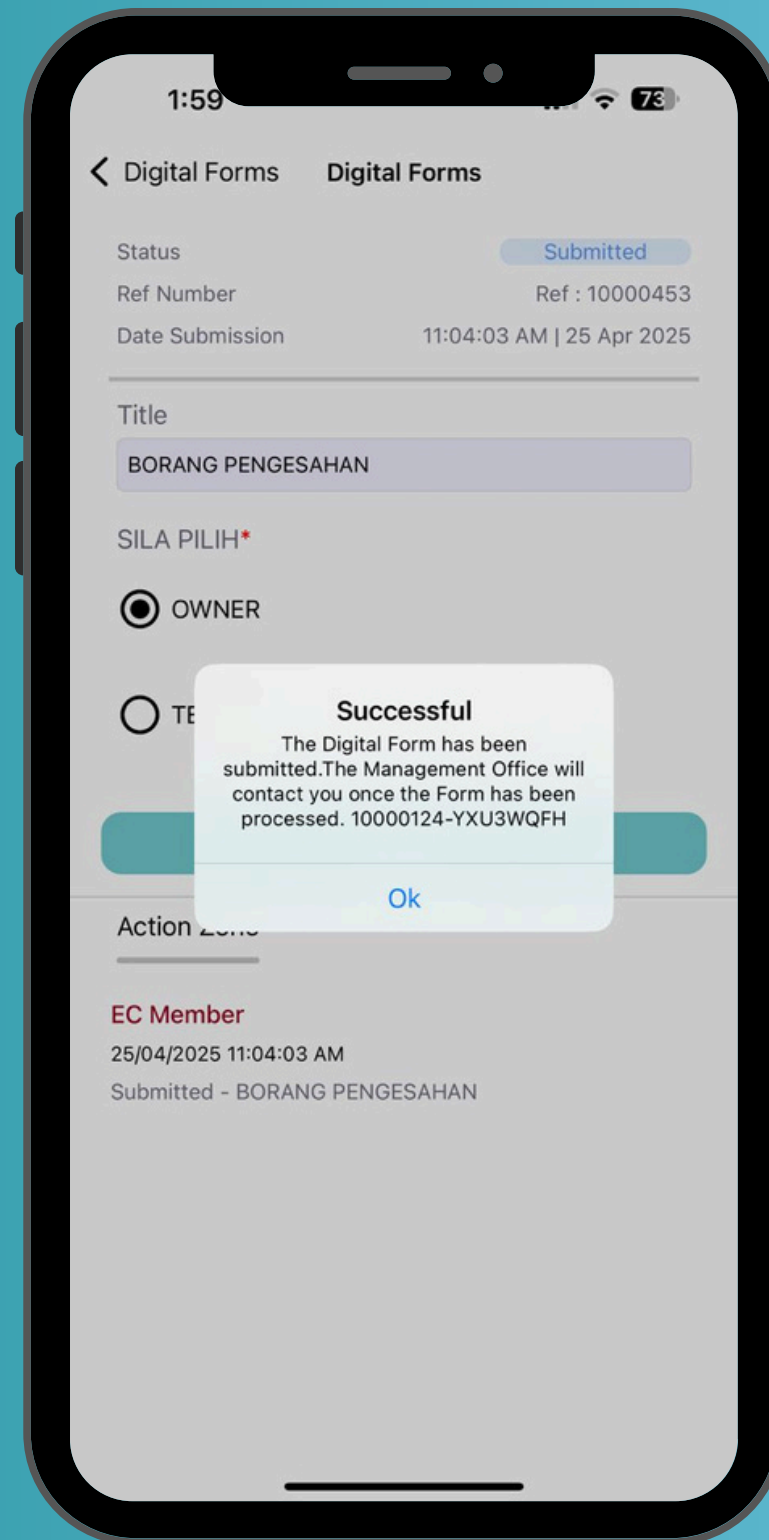 1:59
73
Digital Forms
Digital Forms
Status
Submitted
Ref Number
Ref : 10000453
Date Submission
11:04:03 AM | 25 Apr 2025
Title
BORANG PENGESAHAN
SILA PILIH*
OWNER
TE
Successful
The Digital Form has been
submitted.The Management Office will
contact you once the Form has been
processed. 10000124-YXU3WQFH
Ok
Action
EC Member
25/04/2025 11:04:03 AM
Submitted - BORANG PENGESAHAN